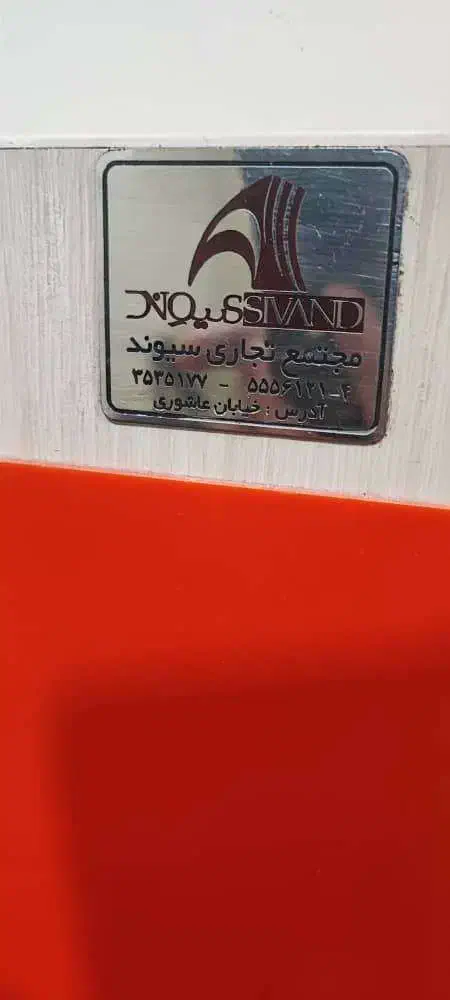 سیوند SIVAND
مجتمع تجاری سیوند
۳۵۳۵۱۷۷ - ۵۵۵۶۱۲۱-۴
آدرس : خیابان عاشوری